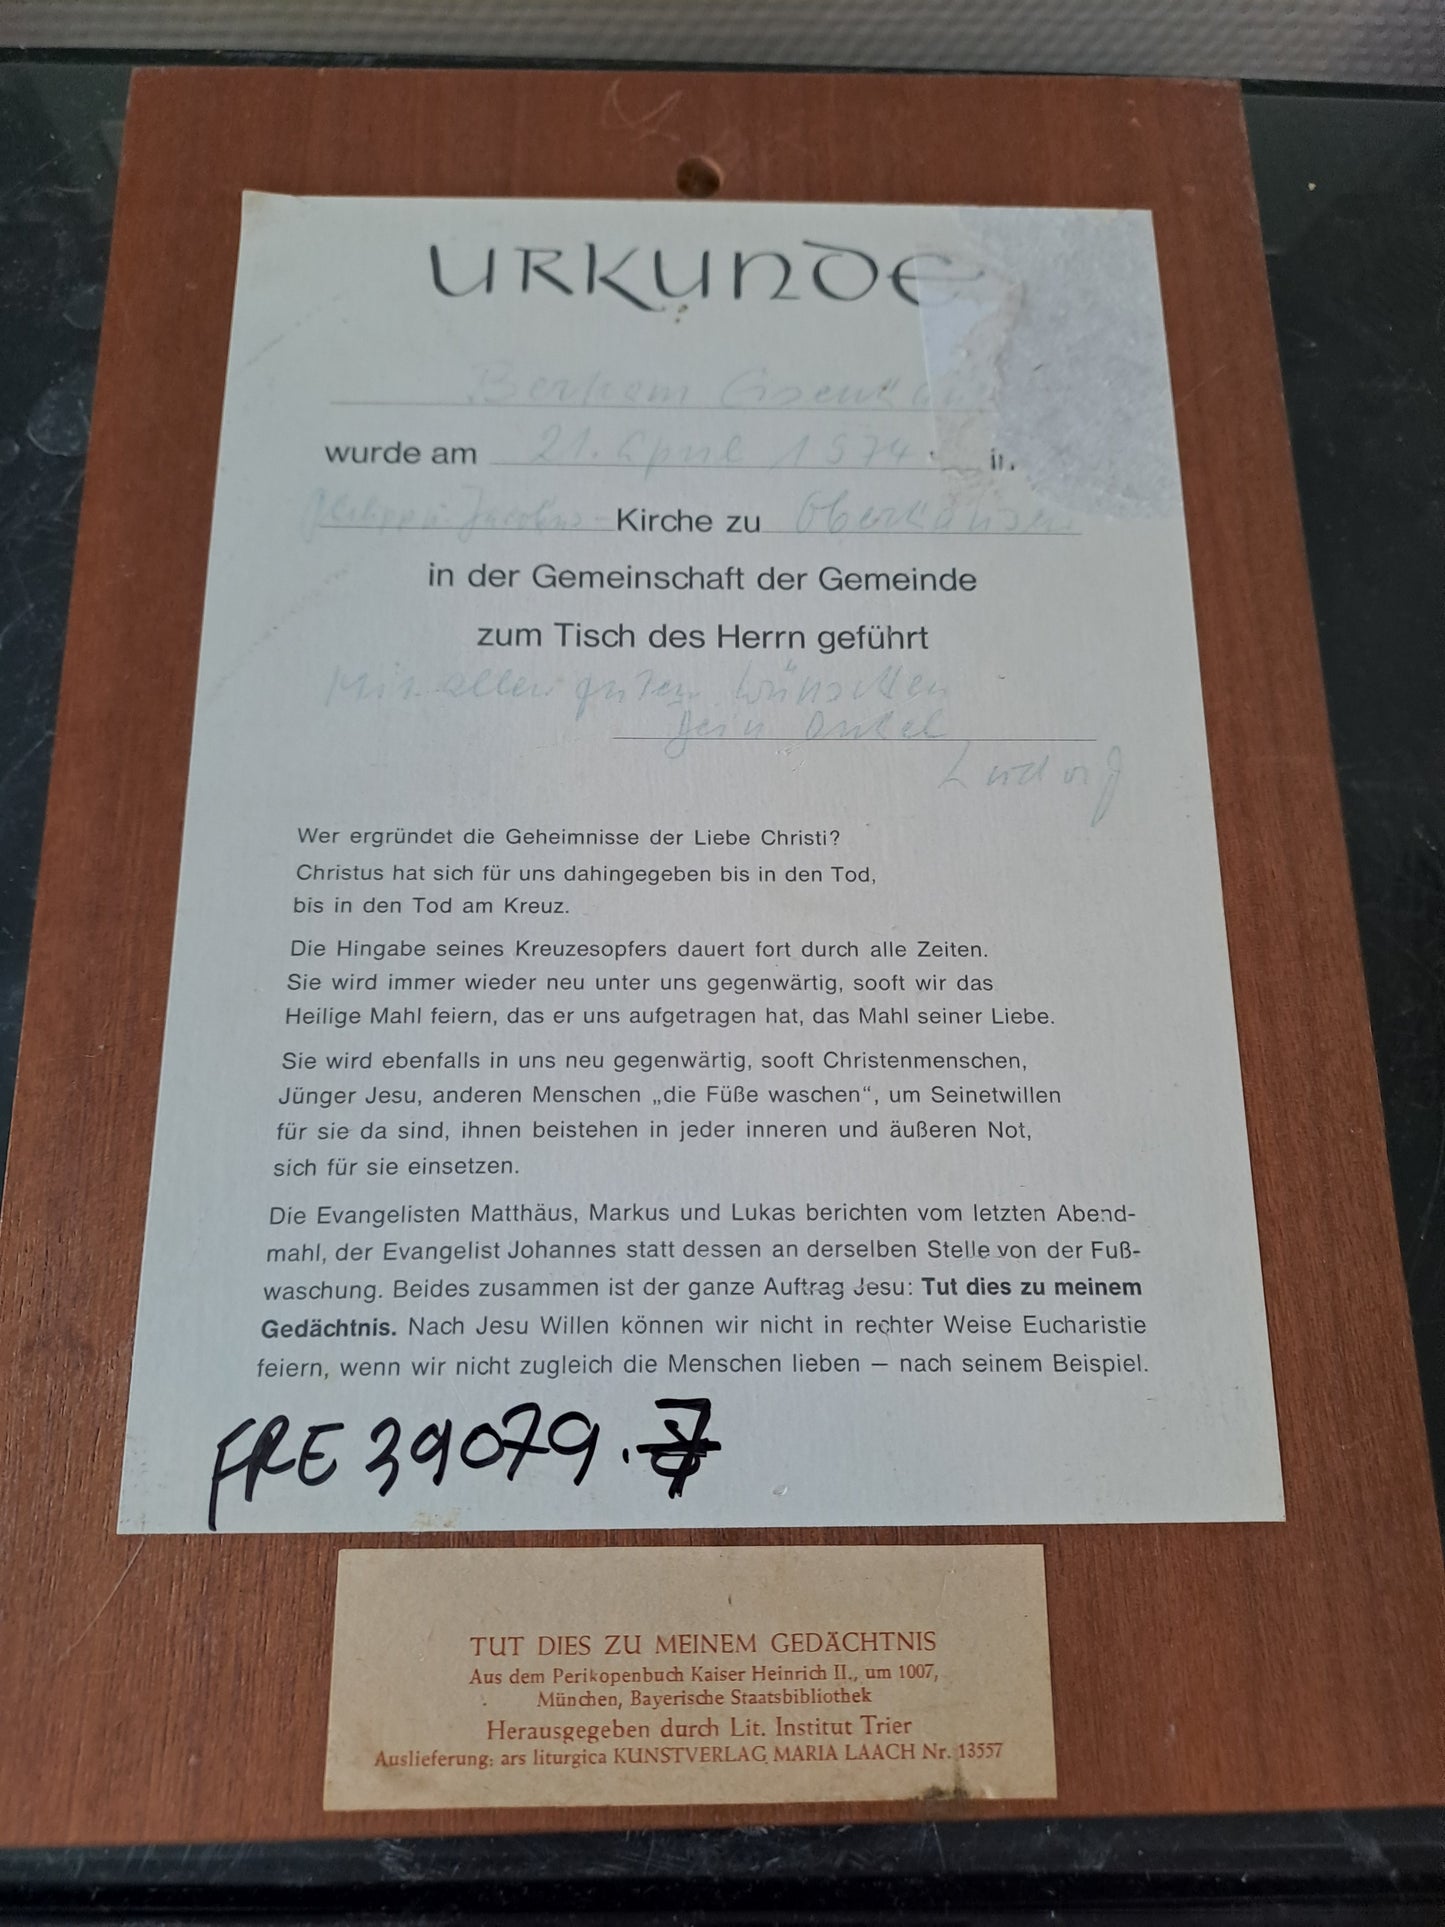 URKUNDE
wurde am 21. April 1974
Kirche zu Oberhausen
in der Gemeinschaft der Gemeinde
zum Tisch des Herrn geführt
Mit allen guten Wünschen
Dein Onkel
Ludwig
Wer ergründet die Geheimnisse der Liebe Christi?
Christus hat sich für uns dahingegeben bis in den Tod,
bis in den Tod am Kreuz.
Die Hingabe seines Kreuzesopfers dauert fort durch alle Zeiten.
Sie wird immer wieder neu unter uns gegenwärtig, sooft wir das
Heilige Mahl feiern, das er uns aufgetragen hat, das Mahl seiner Liebe.
Sie wird ebenfalls in uns neu gegenwärtig, sooft Christenmenschen,
Jünger Jesu, anderen Menschen „die Füße waschen“, um Seinetwillen
für sie da sind, ihnen beistehen in jeder inneren und äußeren Not,
sich für sie einsetzen.
Die Evangelisten Matthäus, Markus und Lukas berichten vom letzten Abend-
mahl, der Evangelist Johannes statt dessen an derselben Stelle von der Fuß-
waschung. Beides zusammen ist der ganze Auftrag Jesu: Tut dies zu meinem
Gedächtnis. Nach Jesu Willen können wir nicht in rechter Weise Eucharistie
feiern, wenn wir nicht zugleich die Menschen lieben – nach seinem Beispiel.
FRE 39079.7
TUT DIES ZU MEINEM GEDÄCHTNIS
Aus dem Perikopenbuch Kaiser Heinrich II., um 1007,
München, Bayerische Staatsbibliothek
Herausgegeben durch Lit. Institut Trier
Auslieferung: ars liturgica KUNSTVERLAG MARIA LAACH Nr. 13557